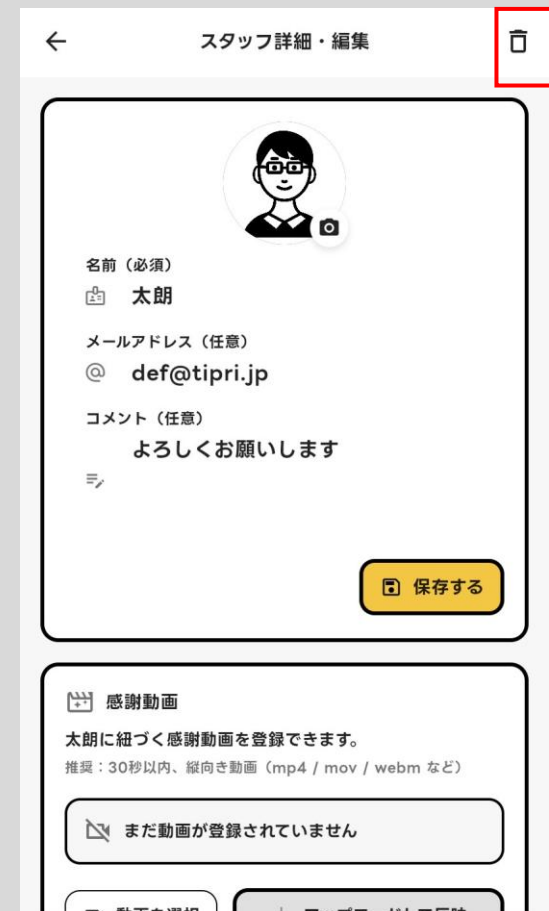 スタッフ詳細・編集
名前（必須）
太朗
メールアドレス（任意）
def@tipri.jp
コメント（任意）
よろしくお願いします
保存する
感謝動画
太朗に紐づく感謝動画を登録できます。
推奨：30秒以内、縦向き動画（mp4 / mov / webm など）
まだ動画が登録されていません